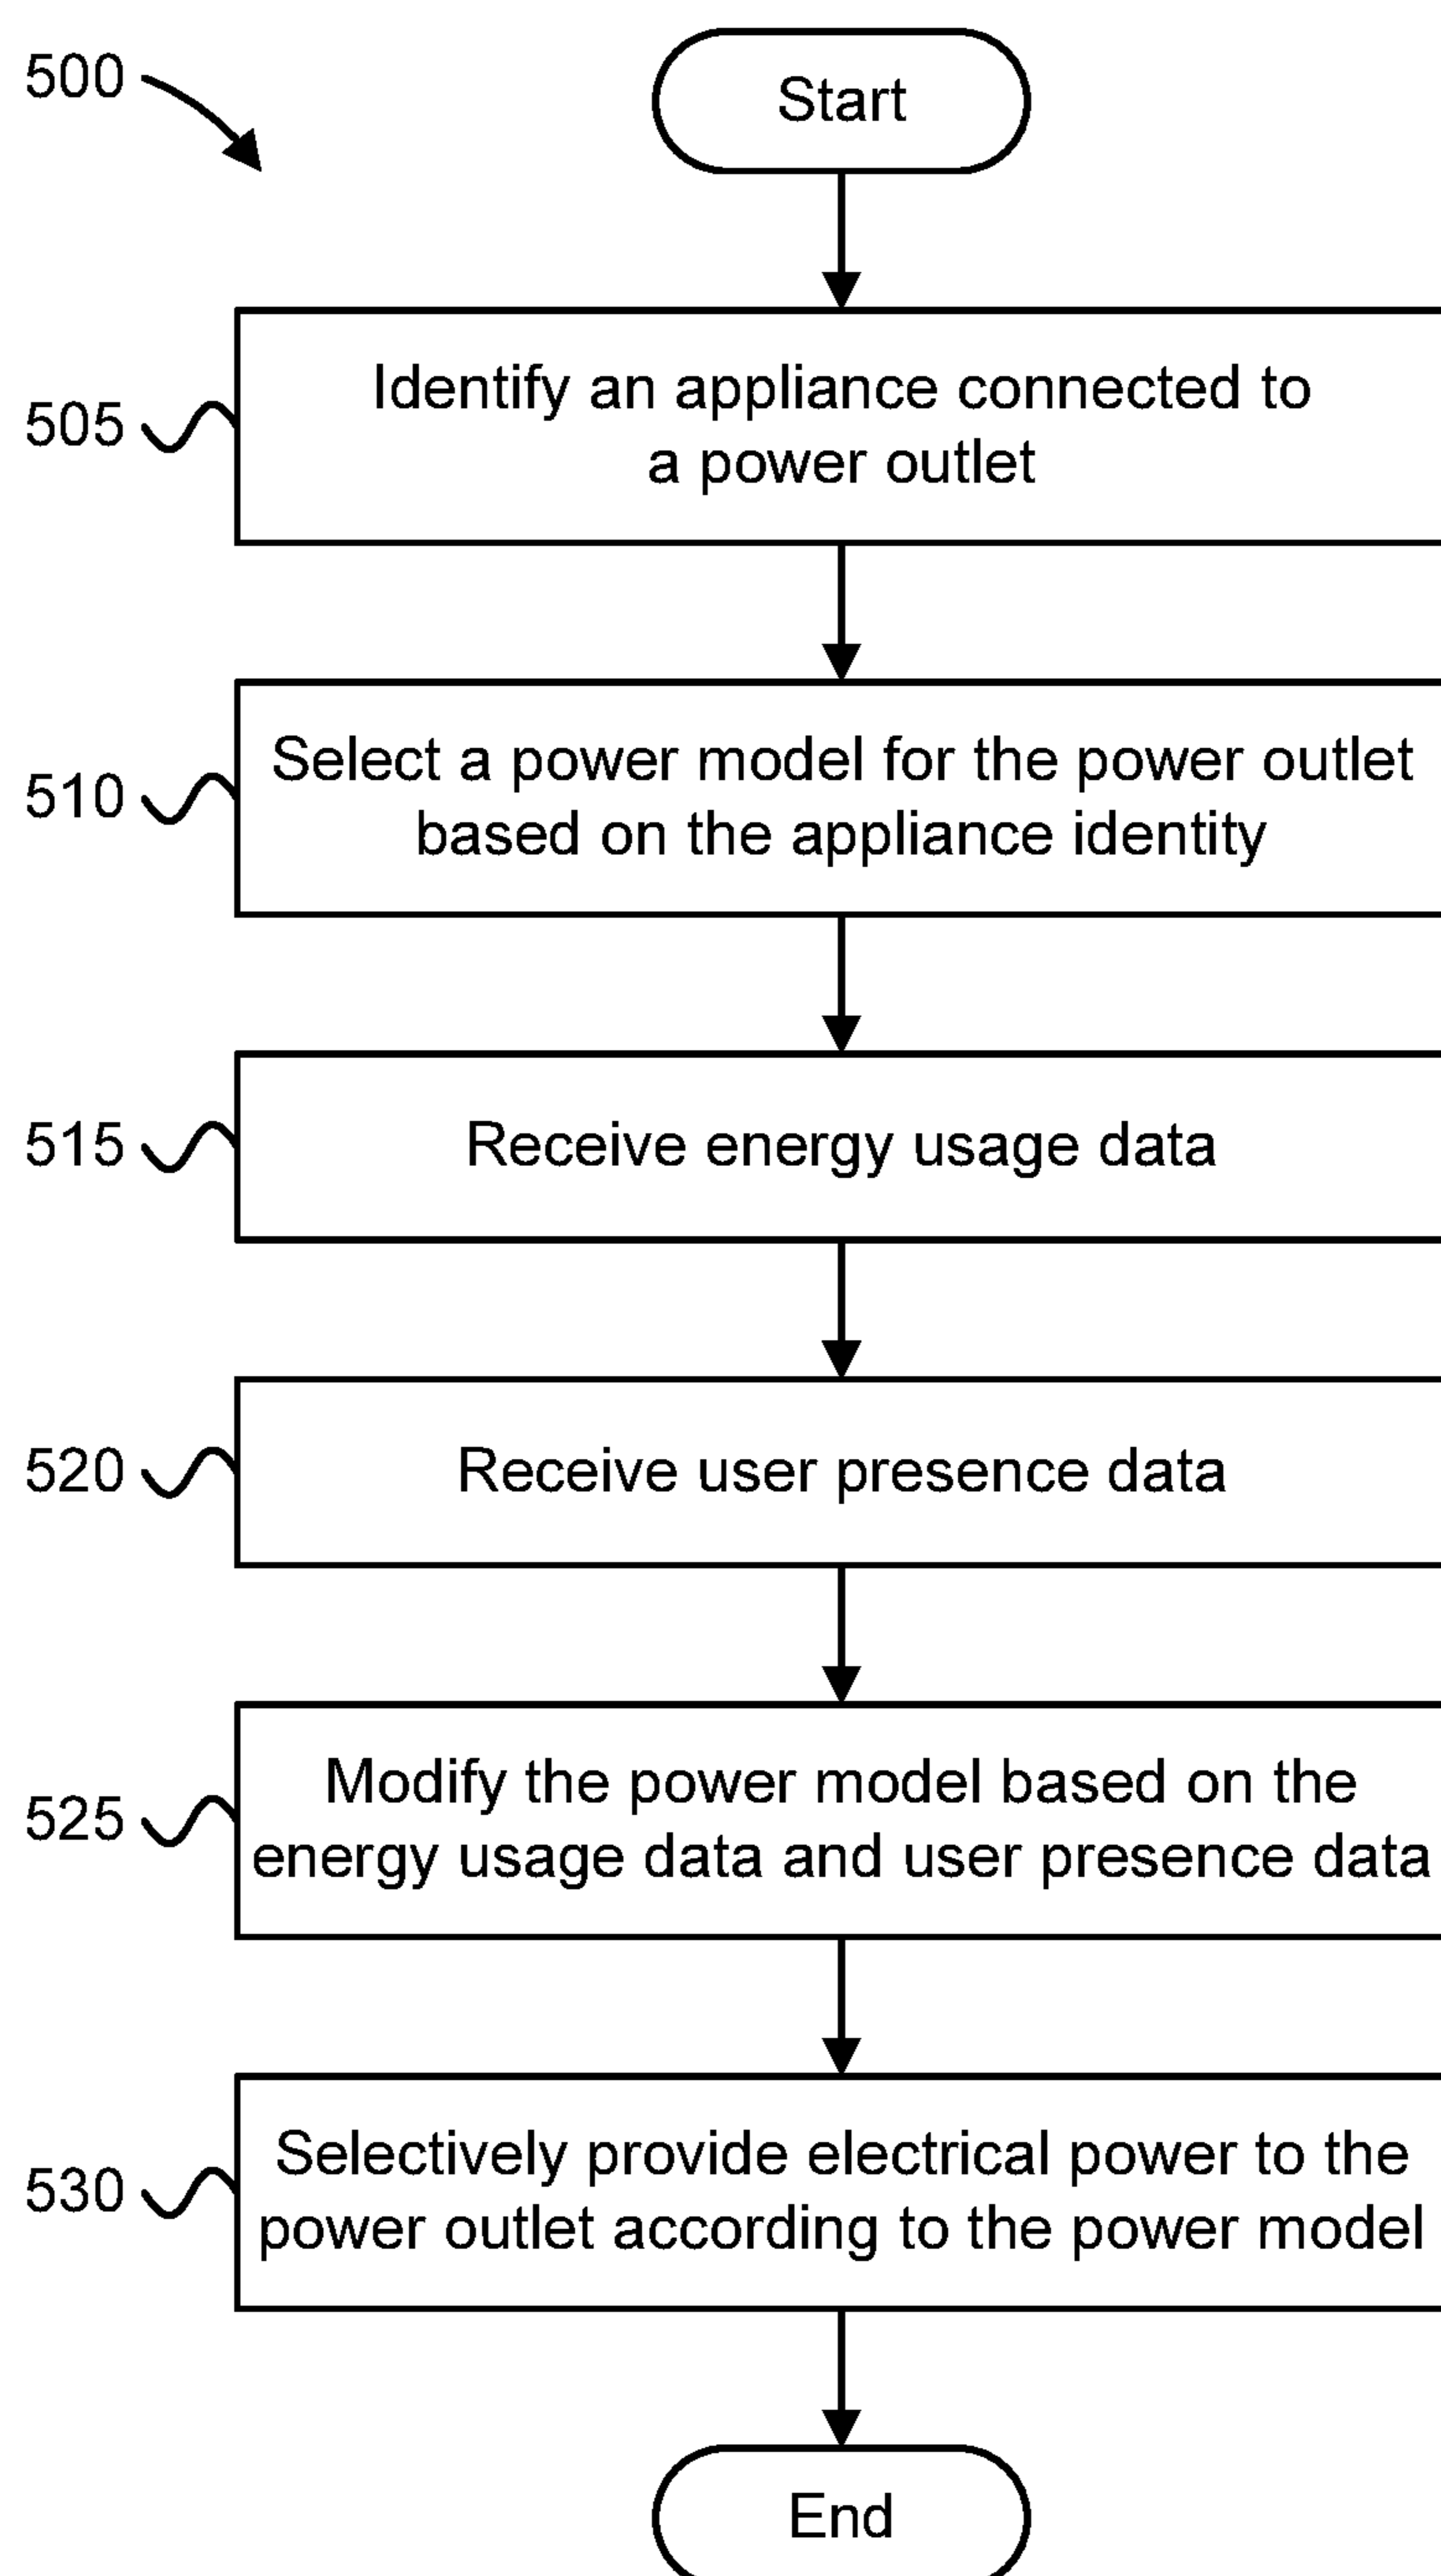 500
Start
505
Identify an appliance connected to
a power outlet
510
Select a power model for the power outlet
based on the appliance identity
515
Receive energy usage data
520
Receive user presence data
525
Modify the power model based on the
energy usage data and user presence data
530
Selectively provide electrical power to the
power outlet according to the power model
End